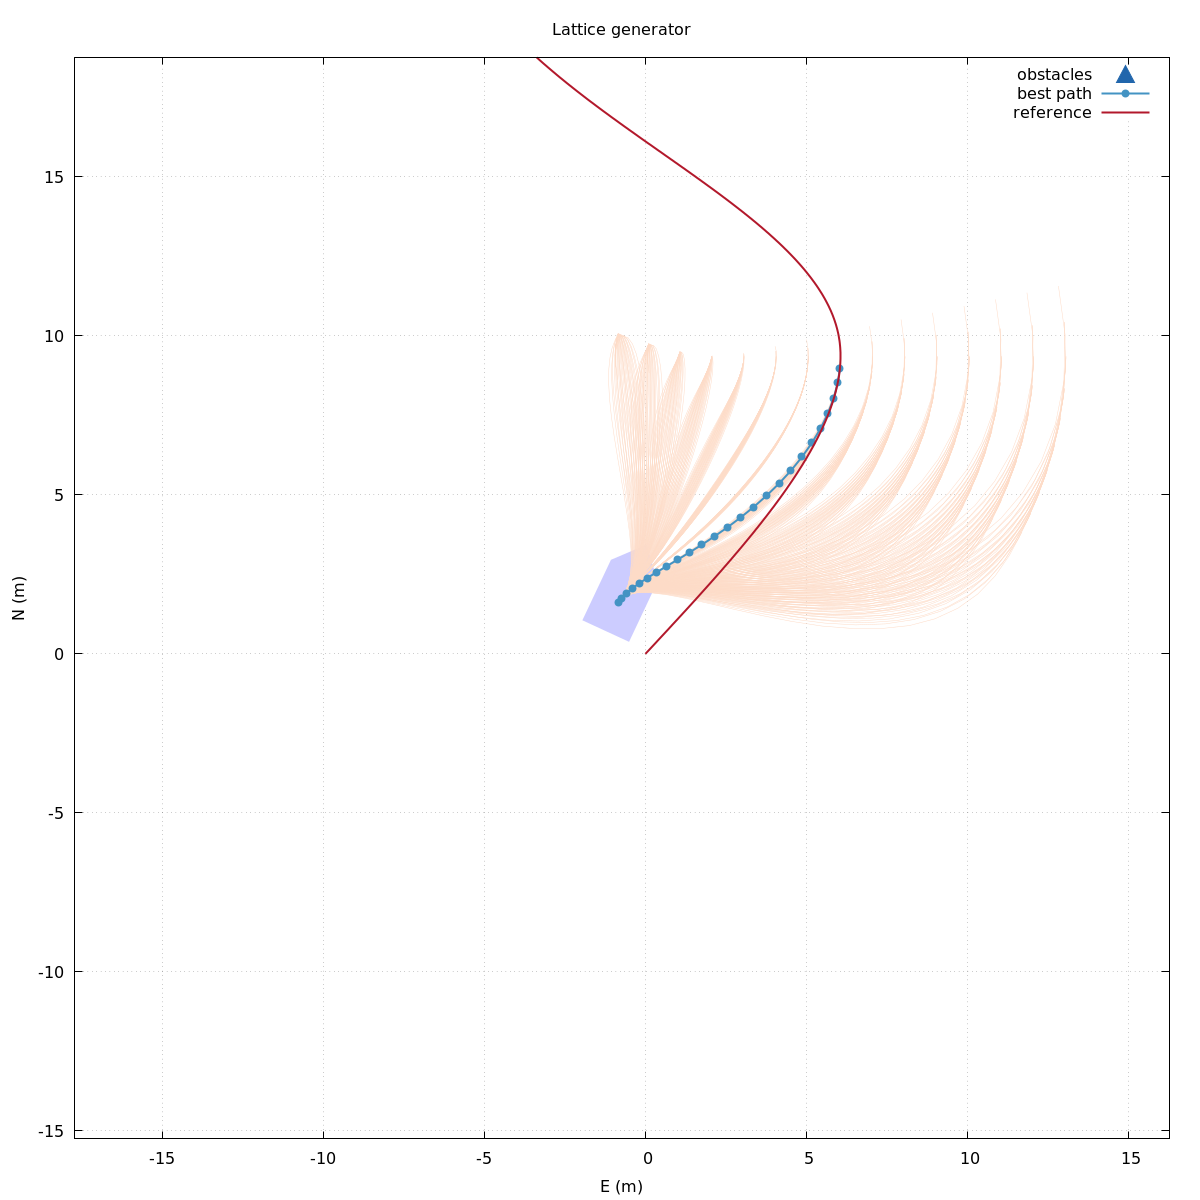 Lattice generator
obstacles
best path
reference
15
10
5
0
-5
-10
-15
N (m)
-15 -10 -5 0 5 10 15
E (m)